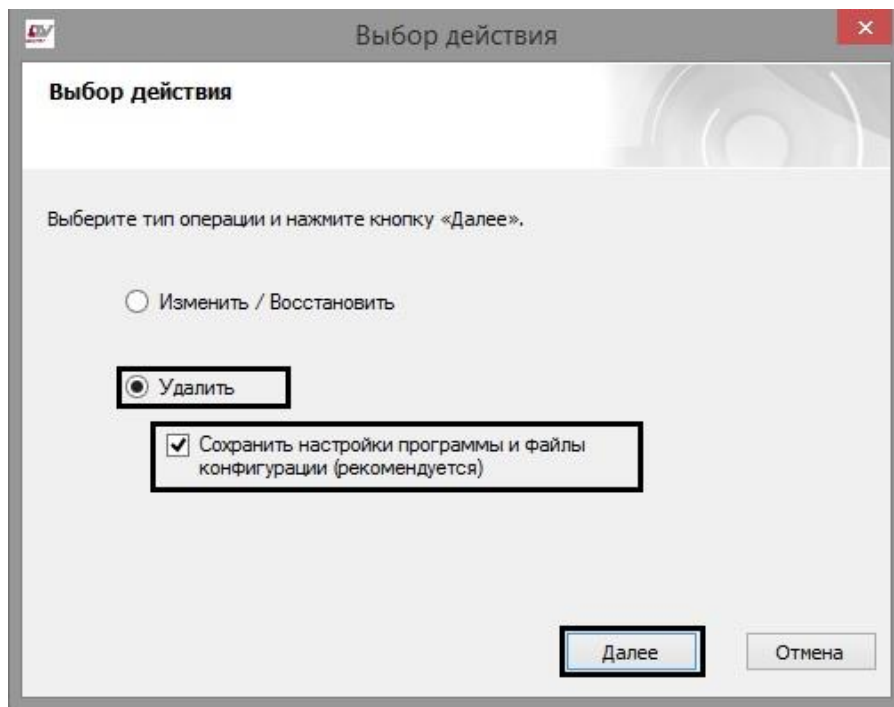 Выбор действия
Выбор действия
Выберите тип операции и нажмите кнопку «Далее».
Изменить / Восстановить
Удалить
Сохранить настройки программы и файлы
конфигурации (рекомендуется)
Далее
Отмена